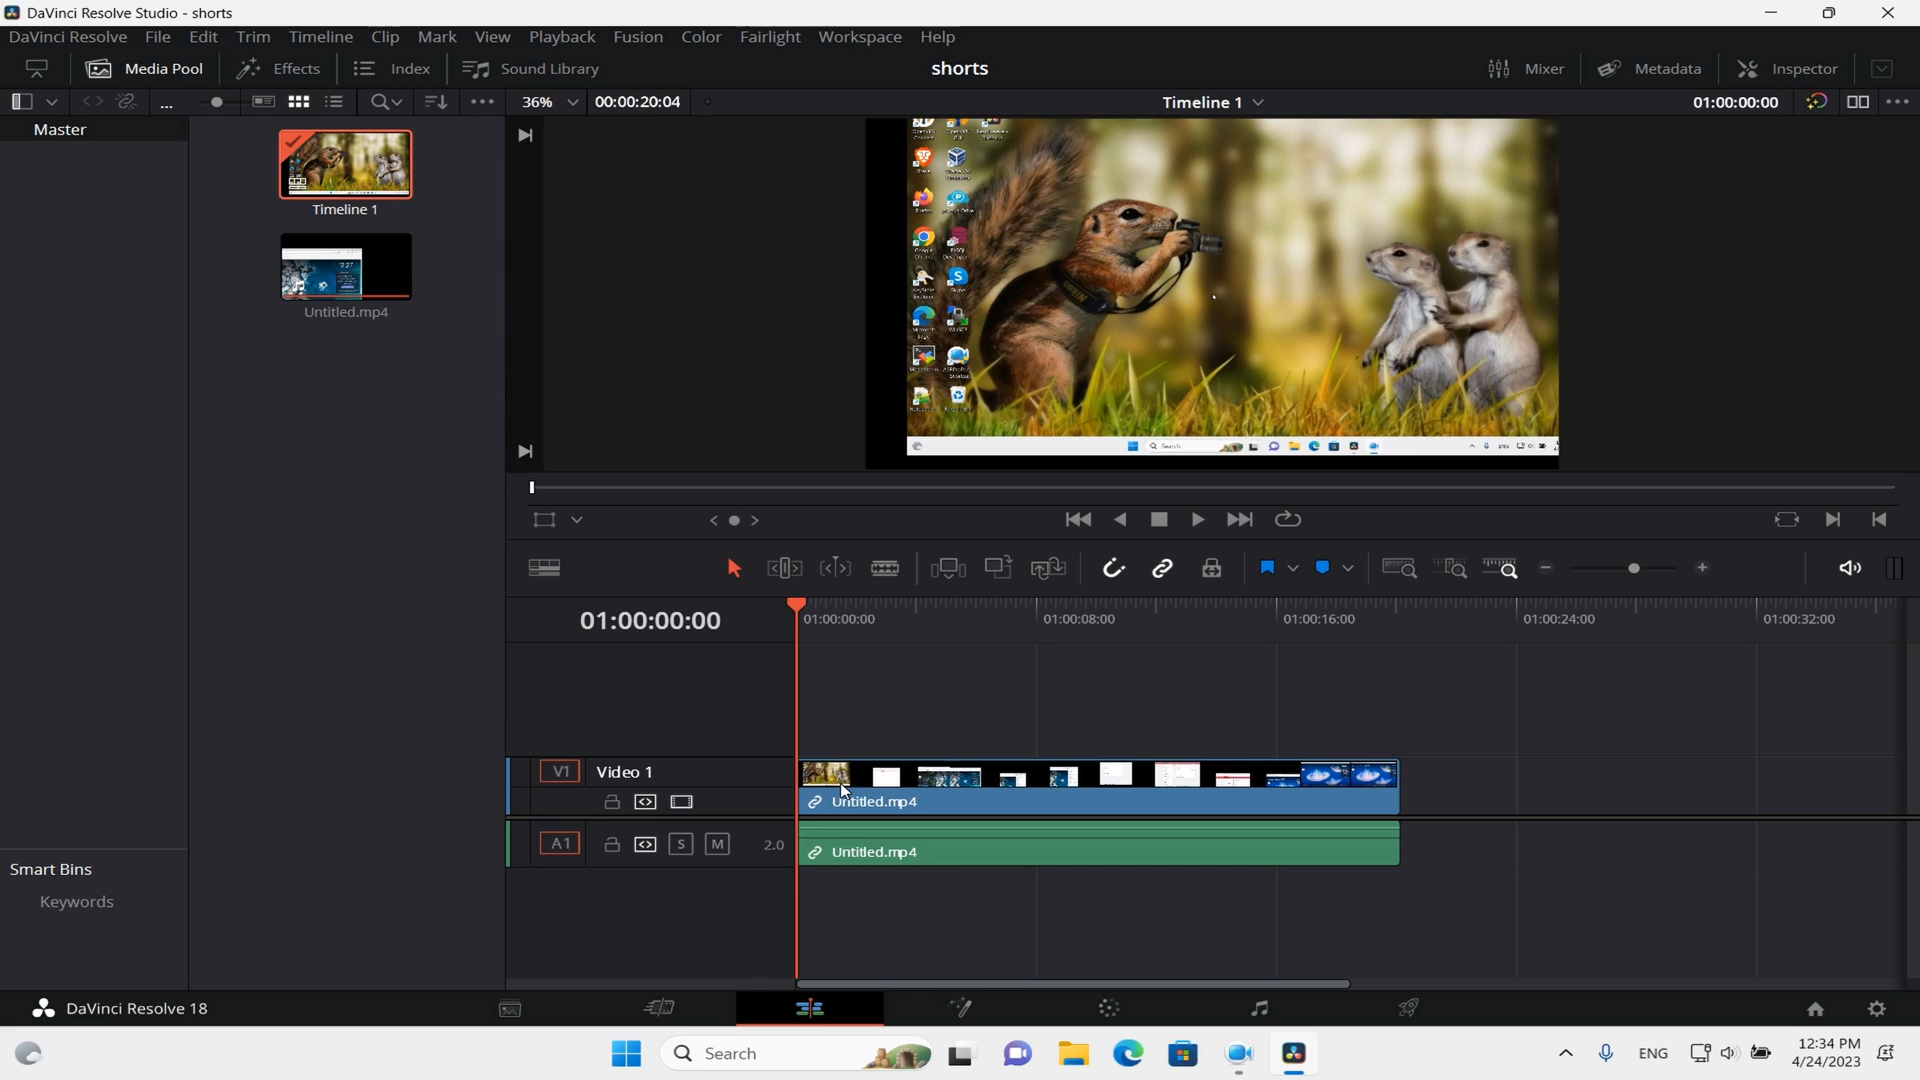 DaVinci Resolve Studio - shorts
DaVinci Resolve File Edit Trim Timeline Clip Mark View Playback Fusion Color Fairlight Workspace Help
Media Pool Effects Index Sound Library shorts Mixer Metadata Inspector
... 36% 00:00:20:04 Timeline 1 01:00:00:00
Master
Timeline 1
Untitled.mp4
01:00:00:00
01:00:00:00 01:00:08:00 01:00:16:00 01:00:24:00 01:00:32:00
V1 Video 1
Untitled.mp4
A1 S M 2.0
Untitled.mp4
Smart Bins
Keywords
DaVinci Resolve 18
Search
ENG
12:34 PM
4/24/2023